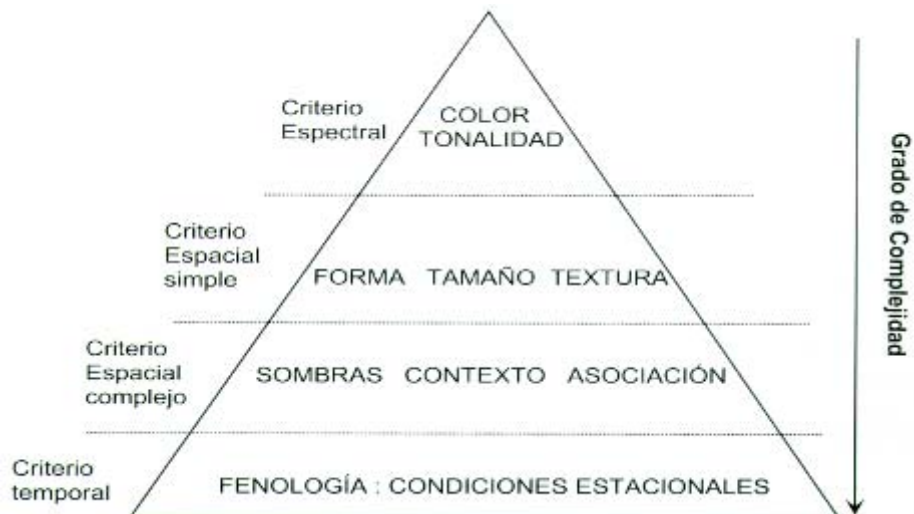 Criterio
Espectral
COLOR
TONALIDAD
Criterio
Espacial
simple
FORMA TAMAÑO TEXTURA
Criterio
Espacial
complejo
SOMBRAS CONTEXTO ASOCIACIÓN
Criterio
temporal
FENOLOGÍA : CONDICIONES ESTACIONALES
Grado de Complejidad